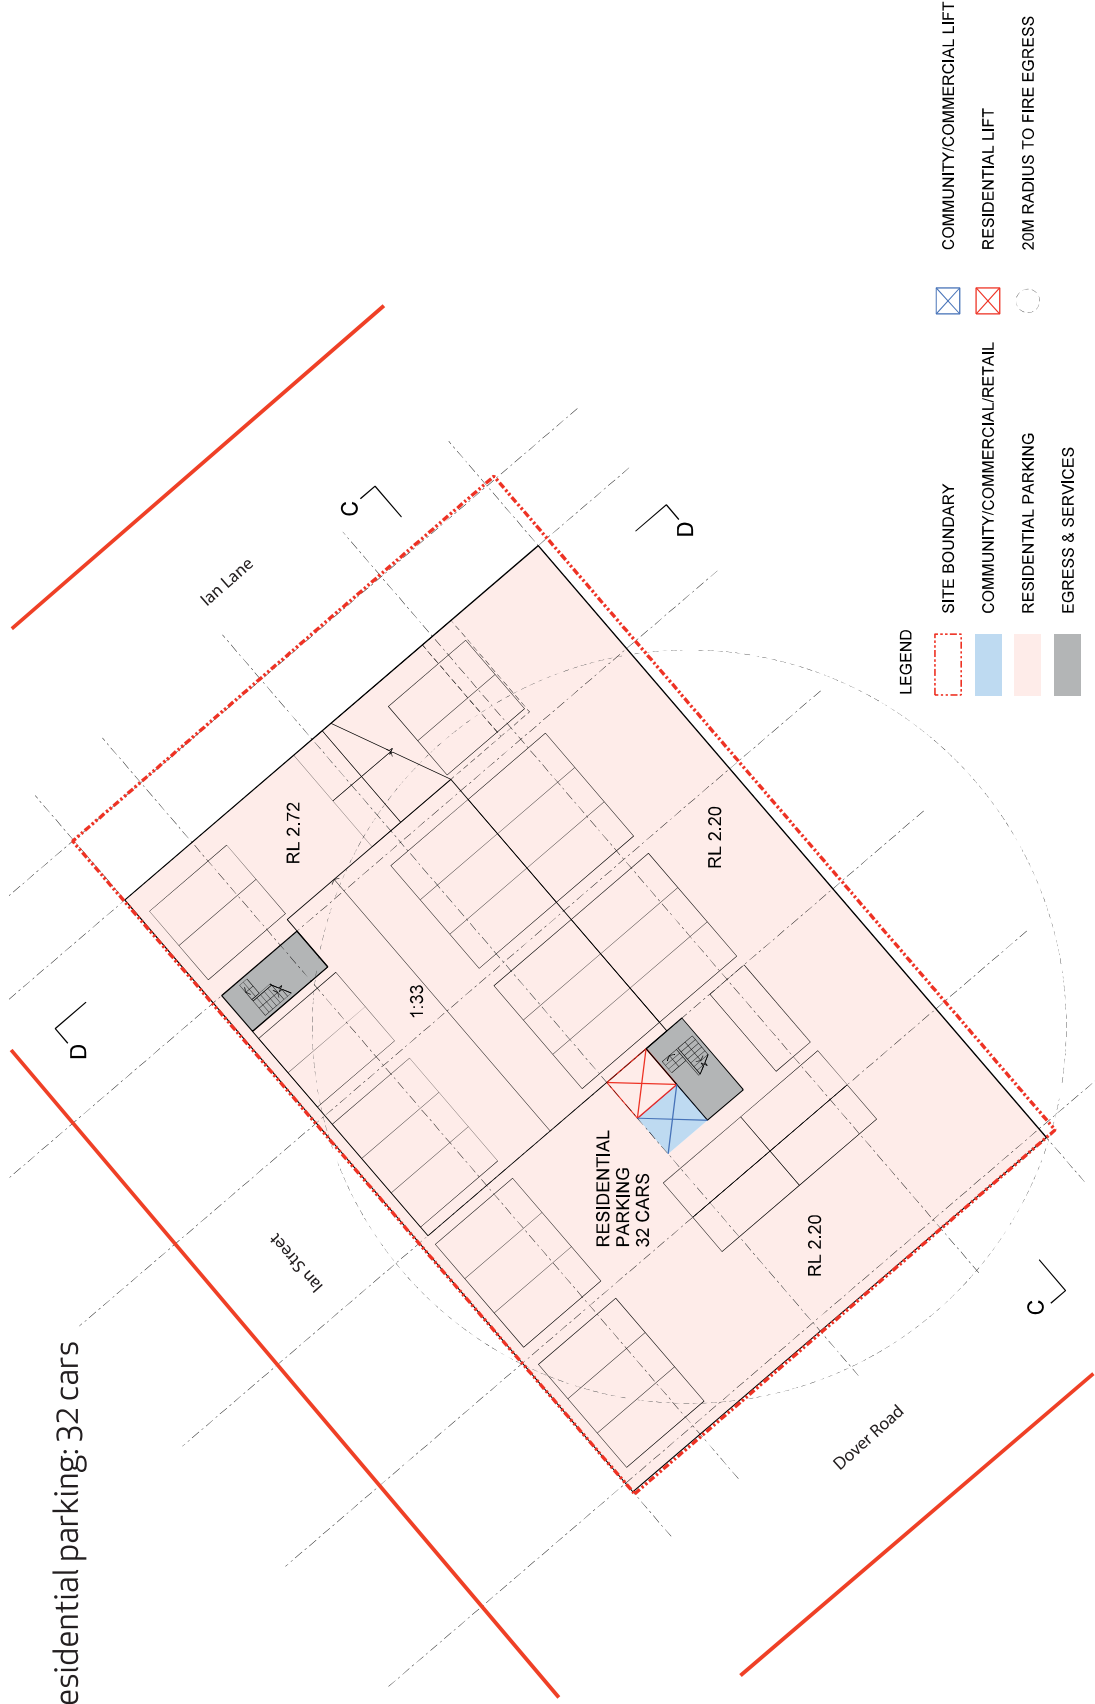 esidential parking: 32 cars
Ian Street
Ian Lane
Dover Road
D
C
D
C
RL 2.72
1:33
RESIDENTIAL
PARKING
32 CARS
RL 2.20
RL 2.20
LEGEND
SITE BOUNDARY
COMMUNITY/COMMERCIAL/RETAIL
RESIDENTIAL PARKING
EGRESS & SERVICES
COMMUNITY/COMMERCIAL LIFT
RESIDENTIAL LIFT
20M RADIUS TO FIRE EGRESS